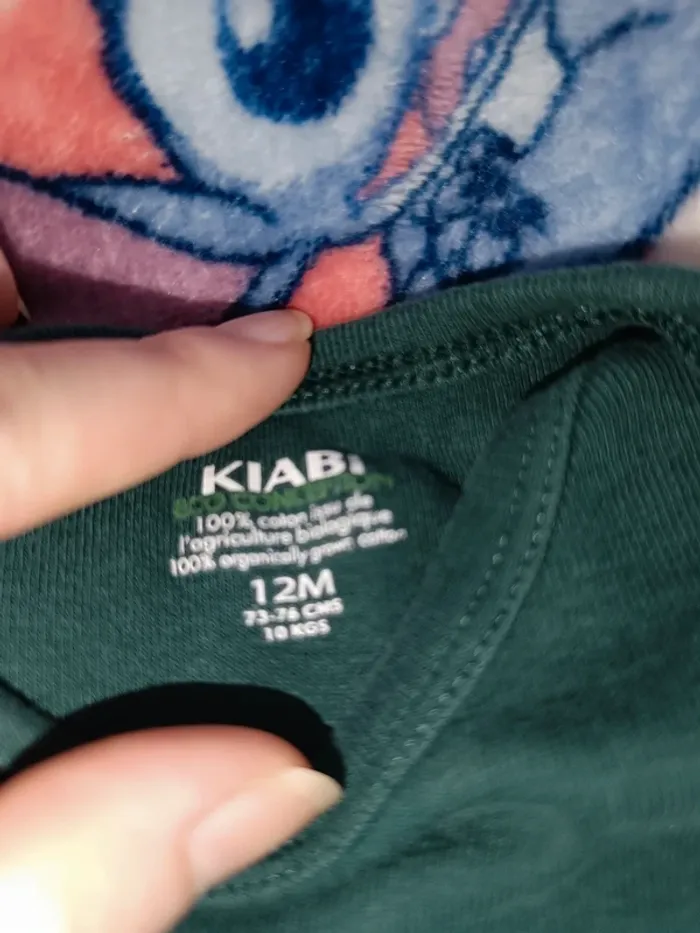 KIABI
ECO CONCEPTION
100% coton issu de
l'agriculture biologique
100% organically grown cotton
12M
73-76 CMS
10 KGS